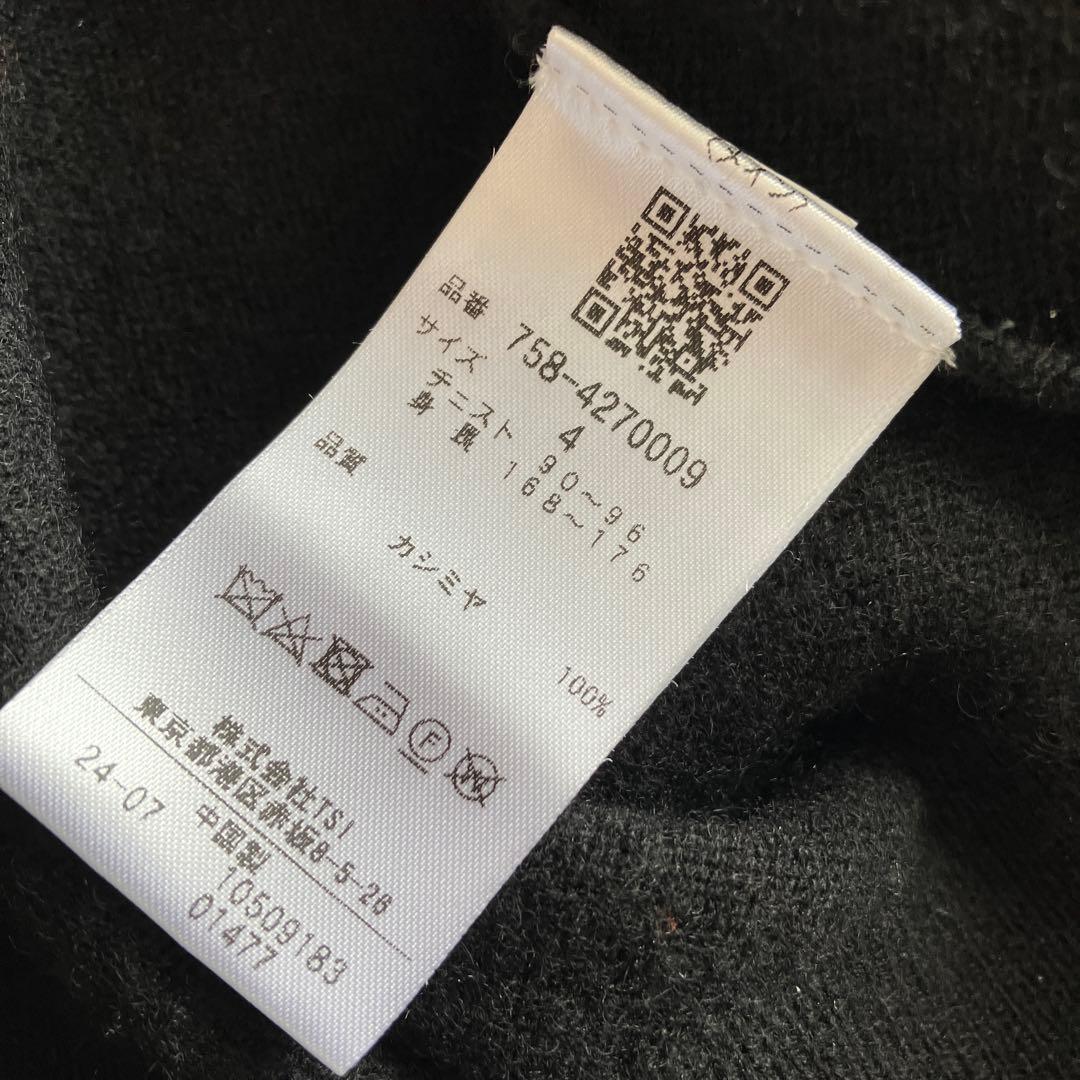 品番 758-4270009
サイズ 4
チェスト 90～96
身長 168～176
品質
カシミヤ 100%
F
W
株式会社TSI
東京都港区赤坂8-5-26
24-07 中国製
10509183
01477